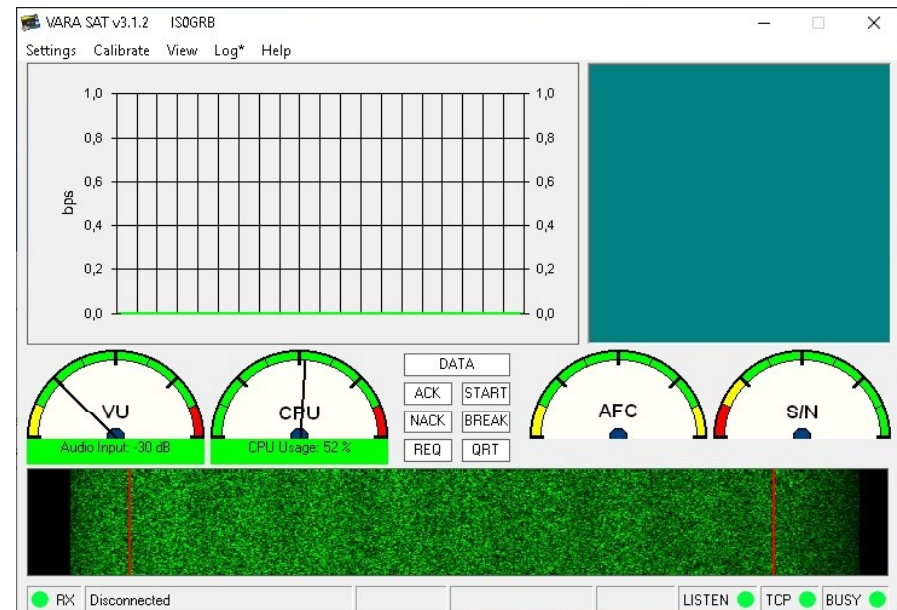 VARA SAT v3.1.2 IS0GRB
Settings Calibrate View Log* Help
1,0 1,0
0,8 0,8
0,6 0,6
bps
0,4 0,4
0,2 0,2
0,0 0,0
DATA
ACK START
NACK BREAK
REQ QRT
VU
Audio Input: -30 dB
CPU
CPU Usage: 52 %
AFC
S/N
RX Disconnected LISTEN TCP BUSY